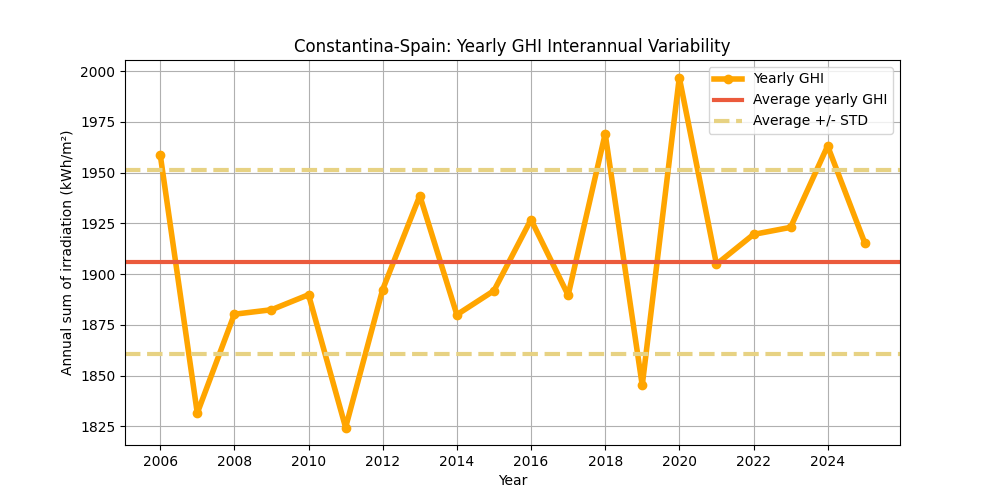 Constantina-Spain: Yearly GHI Interannual Variability
Yearly GHI
Average yearly GHI
Average +/- STD
Annual sum of irradiation (kWh/m²)
2000
1975
1950
1925
1900
1875
1850
1825
2006 2008 2010 2012 2014 2016 2018 2020 2022 2024
Year